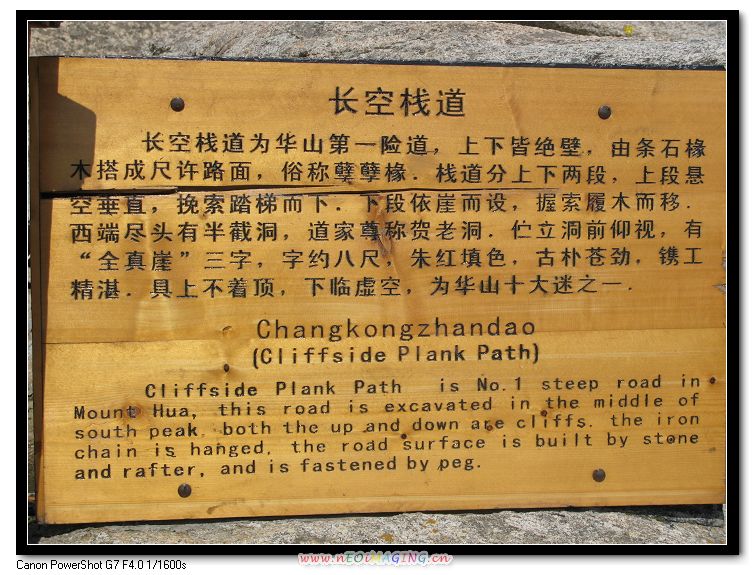 长空栈道
长空栈道为华山第一险道，上下皆绝壁，由条石椽
木搭成尺许路面，俗称孽孽椽．栈道分上下两段，上段悬
空垂直，挽索踏梯而下．下段依崖而设，握索履木而移．
西端尽头有半截洞，道家尊称贺老洞．伫立洞前仰视，有
“全真崖”三字，字约八尺，朱红填色，古朴苍劲，镌工
精湛．具上不着顶，下临虚空，为华山十大迷之一．
Changkongzhandao
(Cliffside Plank Path)
Cliffside Plank Path is No.1 steep road in
Mount Hua, this road is excavated in the middle of
south peak. both the up and down are cliffs. the iron
chain is hanged, the road surface is built by stone
and rafter, and is fastened by peg.
Canon PowerShot G7 F4.0 1/1600s
www.nEOiMAGING.cn